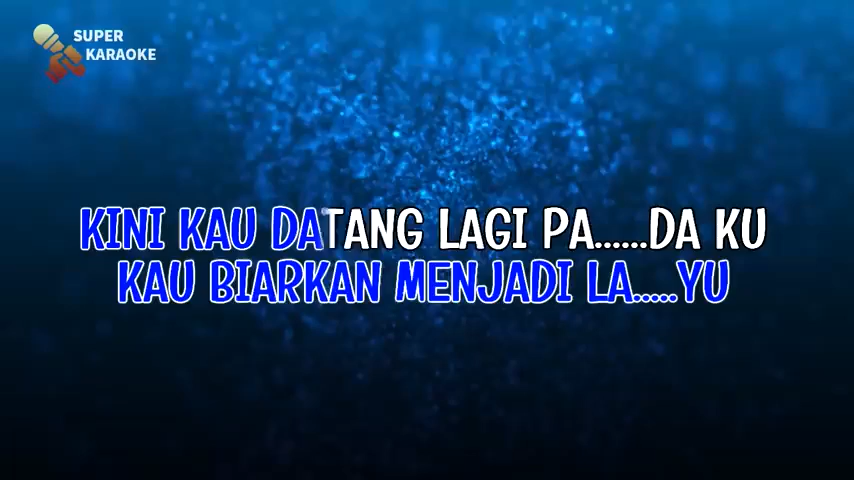 SUPER
KARAOKE
KINI KAU DATANG LAGI PA......DA KU
KAU BIARKAN MENJADI LA.....YU